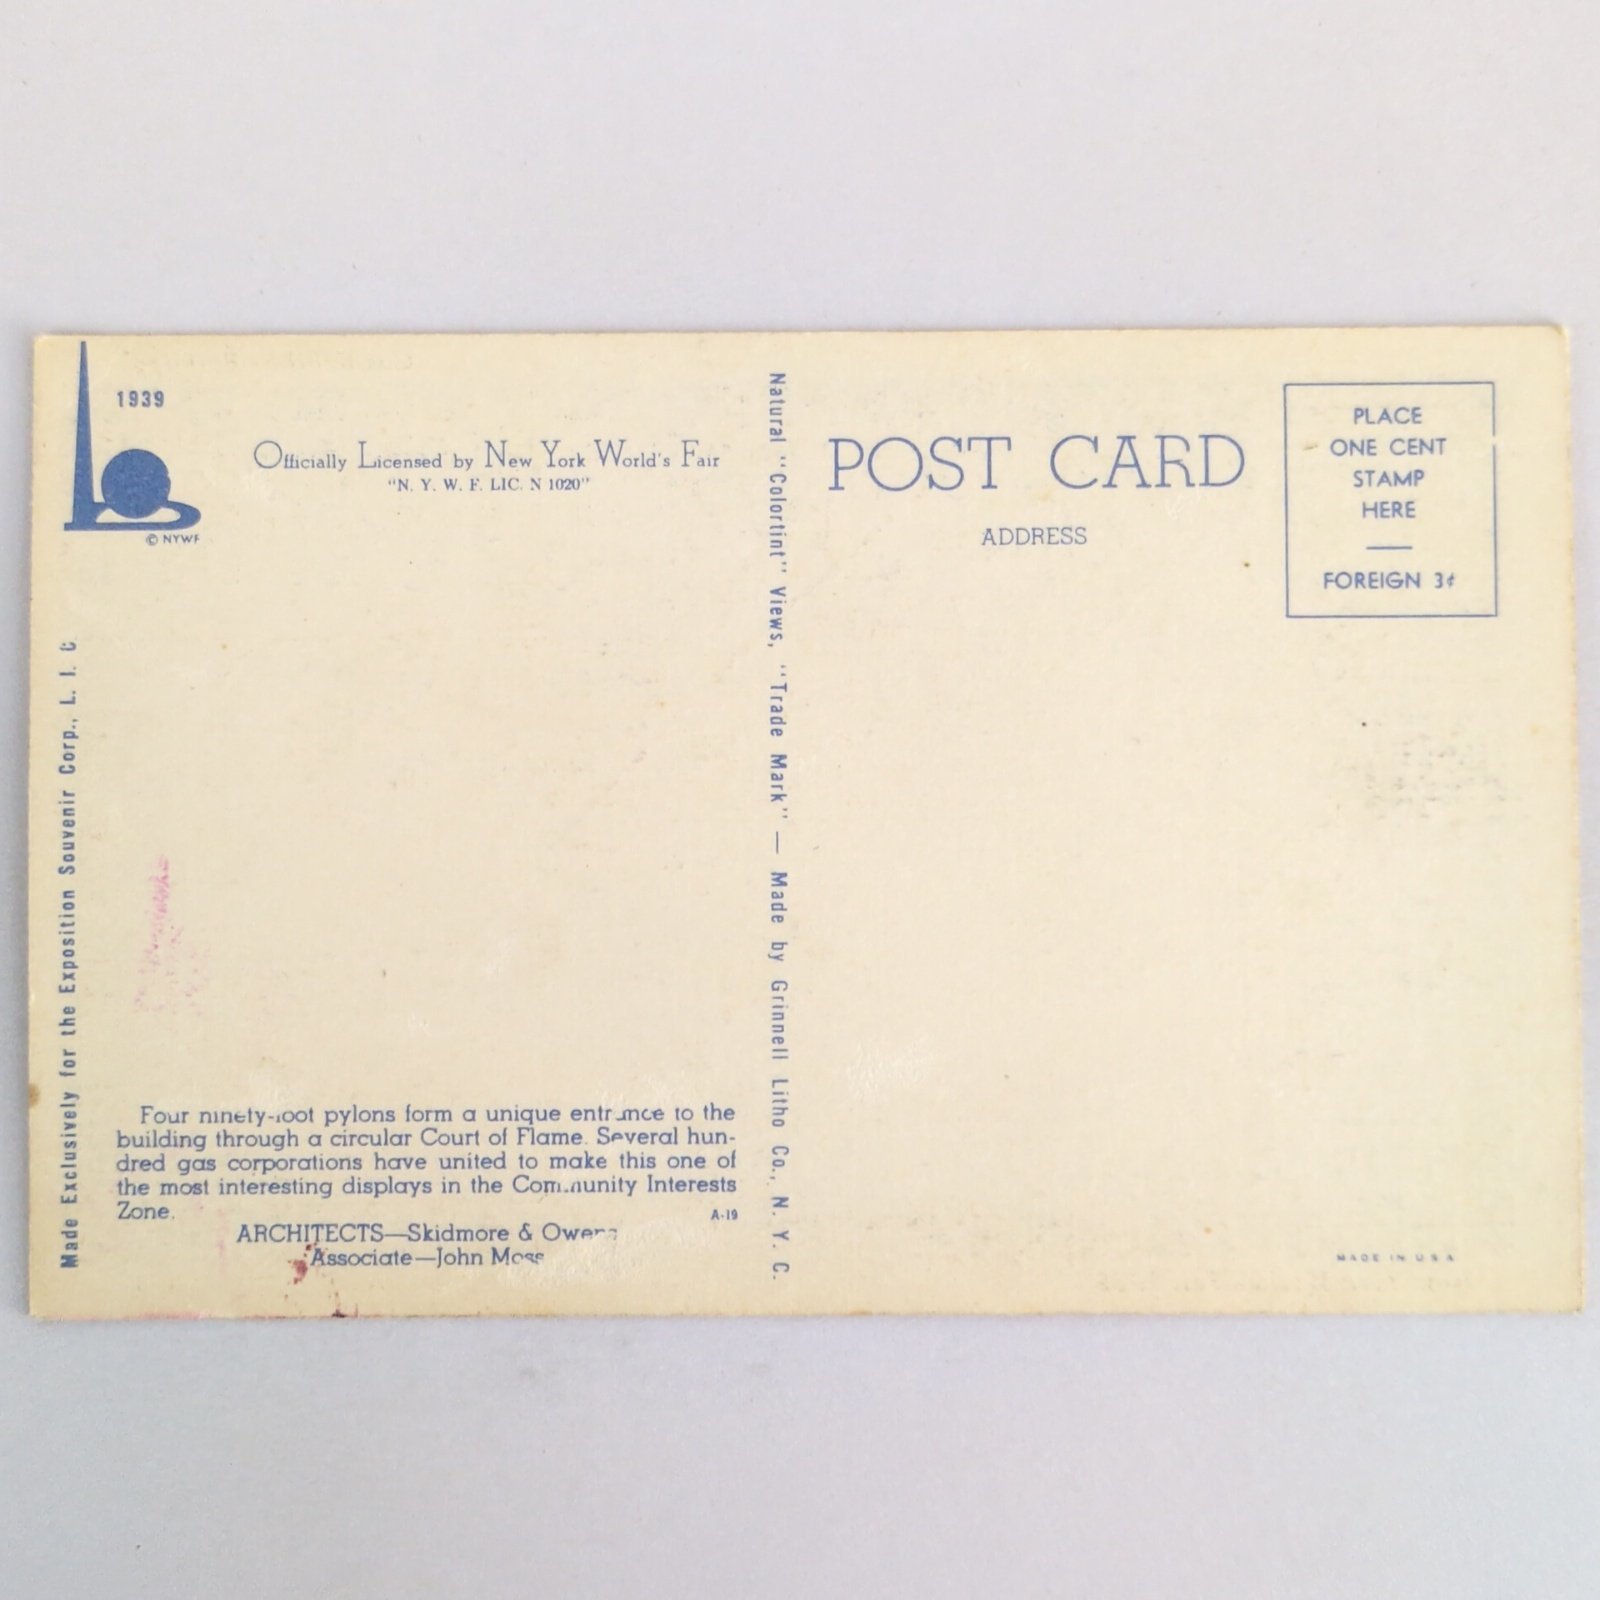 1939
© NYWF
Officially Licensed by New York World's Fair
"N. Y. W. F. LIC. N 1020"
Made Exclusively for the Exposition Souvenir Corp., L. I. C
Four ninety-foot pylons form a unique entrance to the
building through a circular Court of Flame. Several hun-
dred gas corporations have united to make this one of
the most interesting displays in the Community Interests
Zone.
A-19
ARCHITECTS—Skidmore & Owens
Associate—John Moss
Natural "Colortint" Views, "Trade Mark" — Made by Grinnell Litho Co., N. Y. C.
POST CARD
ADDRESS
PLACE
ONE CENT
STAMP
HERE
—
FOREIGN 3¢
MADE IN U S A